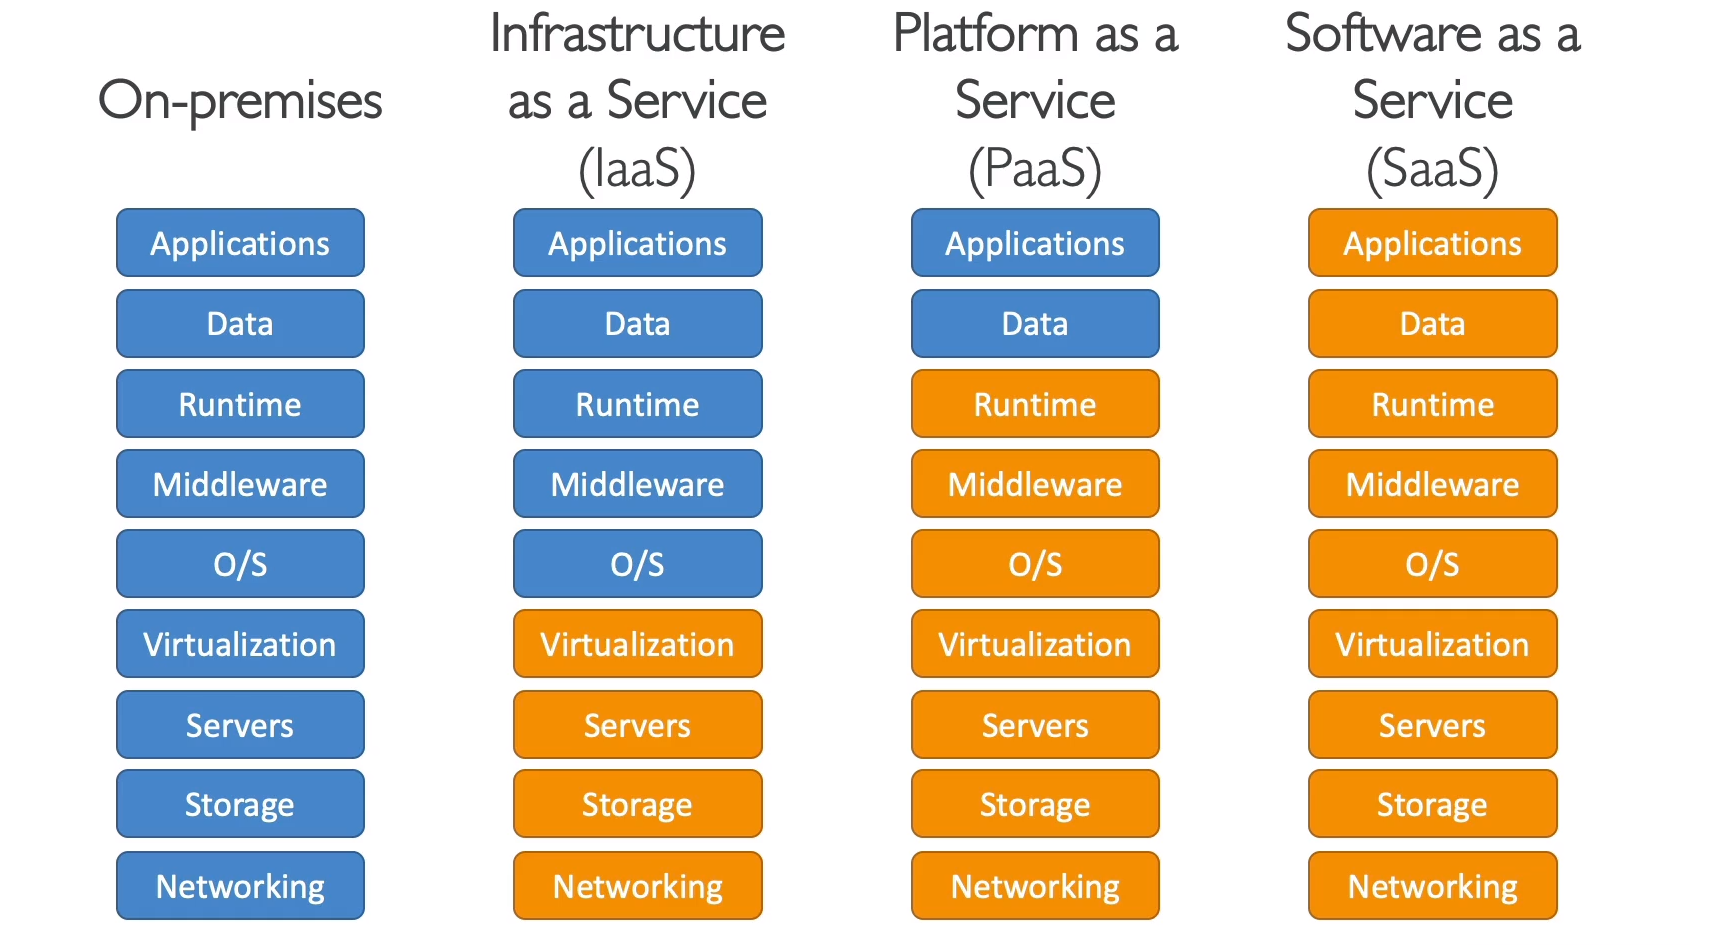 On-premises
Applications
Data
Runtime
Middleware
O/S
Virtualization
Servers
Storage
Networking
Infrastructure
as a Service
(IaaS)
Applications
Data
Runtime
Middleware
O/S
Virtualization
Servers
Storage
Networking
Platform as a
Service
(PaaS)
Applications
Data
Runtime
Middleware
O/S
Virtualization
Servers
Storage
Networking
Software as a
Service
(SaaS)
Applications
Data
Runtime
Middleware
O/S
Virtualization
Servers
Storage
Networking